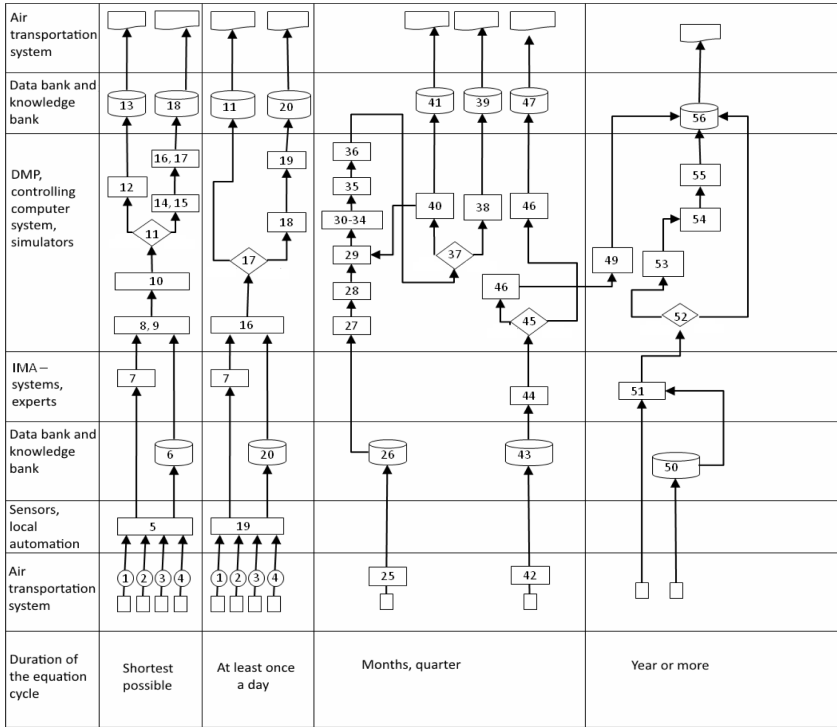 Air
transportation
system
Data bank and
knowledge
bank
13
18
11
20
41
39
47
56
DMP,
controlling
computer
system,
simulators
16, 17
12
14, 15
11
10
8, 9
19
18
17
16
36
35
30-34
29
28
27
40
38
46
37
46
45
49
55
54
53
52
IMA –
systems,
experts
7
7
44
51
Data bank and
knowledge
bank
6
20
26
43
50
Sensors,
local
automation
5
19
Air
transportation
system
1
2
3
4
1
2
3
4
25
42
Duration of
the equation
cycle
Shortest
possible
At least once
a day
Months, quarter
Year or more